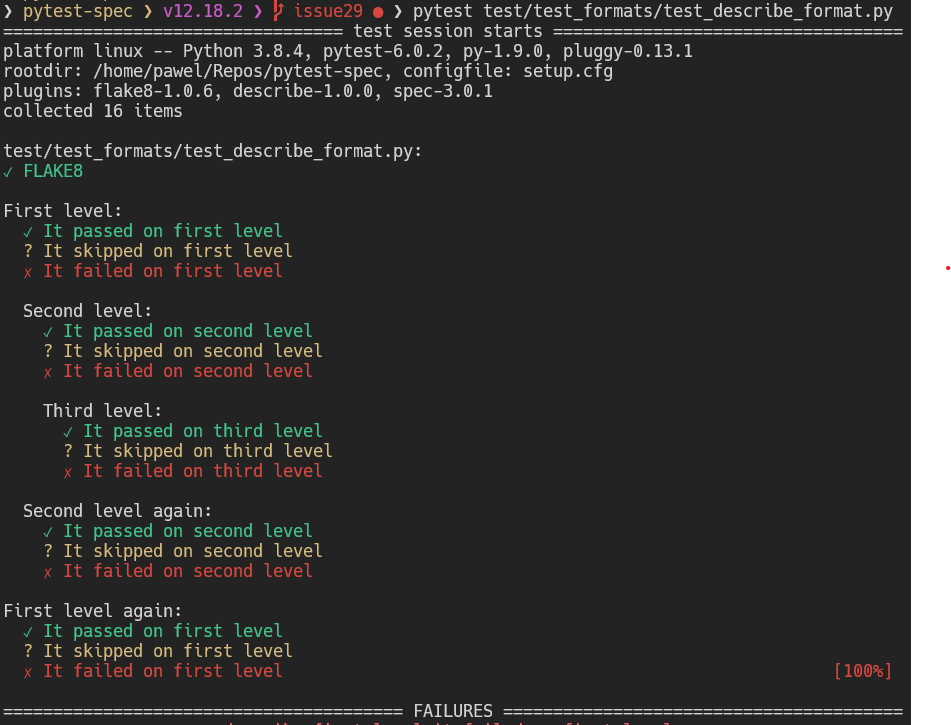 ❯ pytest-spec ❯ v12.18.2 ❯ issue29 ● ❯ pytest test/test_formats/test_describe_format.py
================================== test session starts ===================================
platform linux -- Python 3.8.4, pytest-6.0.2, py-1.9.0, pluggy-0.13.1
rootdir: /home/pawel/Repos/pytest-spec, configfile: setup.cfg
plugins: flake8-1.0.6, describe-1.0.0, spec-3.0.1
collected 16 items
test/test_formats/test_describe_format.py:
✓ FLAKE8
First level:
✓ It passed on first level
? It skipped on first level
✗ It failed on first level
Second level:
✓ It passed on second level
? It skipped on second level
✗ It failed on second level
Third level:
✓ It passed on third level
? It skipped on third level
✗ It failed on third level
Second level again:
✓ It passed on second level
? It skipped on second level
✗ It failed on second level
First level again:
✓ It passed on first level
? It skipped on first level
✗ It failed on first level [100%]
======================================== FAILURES ========================================